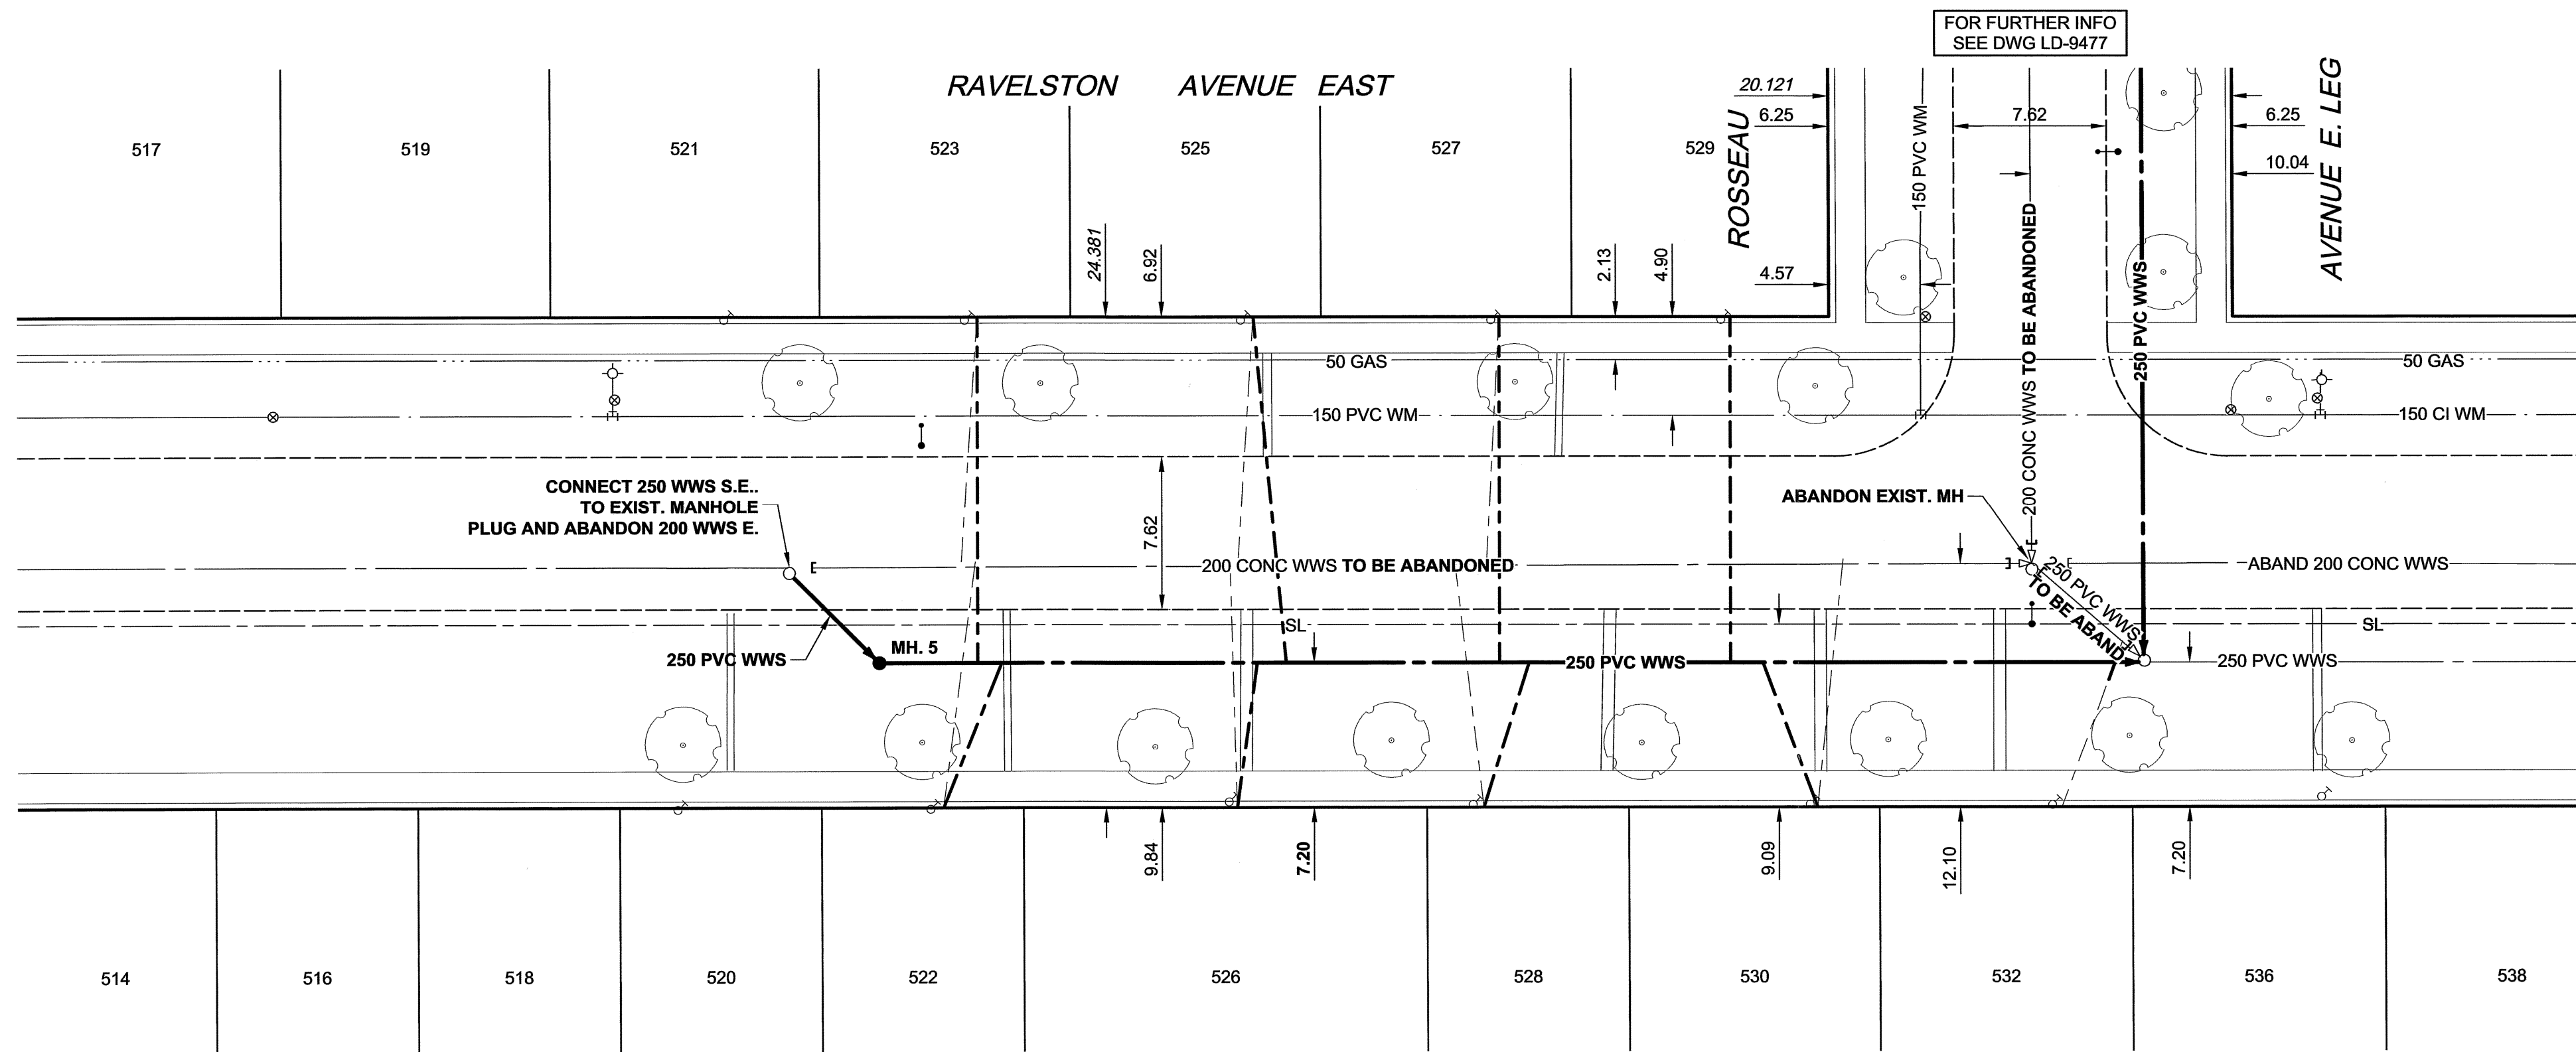 FOR FURTHER INFO
SEE DWG LD-9477
RAVELSTON AVENUE EAST
ROSSEAU
AVENUE E. LEG
517
519
521
523
525
527
529
20.121
6.25
4.57
7.62
6.25
10.04
150 PVC WM
200 CONC WWS TO BE ABANDONED
250 PVC WWS
24.381
6.92
2.13
4.90
50 GAS
50 GAS
150 PVC WM
150 CI WM
CONNECT 250 WWS S.E..
TO EXIST. MANHOLE
PLUG AND ABANDON 200 WWS E.
7.62
ABANDON EXIST. MH
200 CONC WWS TO BE ABANDONED
ABAND 200 CONC WWS
250 PVC WWS
TO BE ABAND
SL
SL
MH. 5
250 PVC WWS
250 PVC WWS
250 PVC WWS
9.84
7.20
9.09
12.10
7.20
514
516
518
520
522
526
528
530
532
536
538